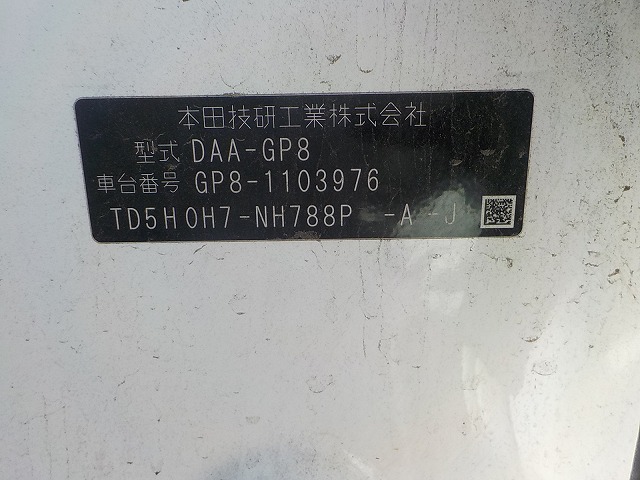 本田技研工業株式会社
型式 DAA-GP8
車台番号 GP8-1103976
TD5H0H7-NH788P -A -J